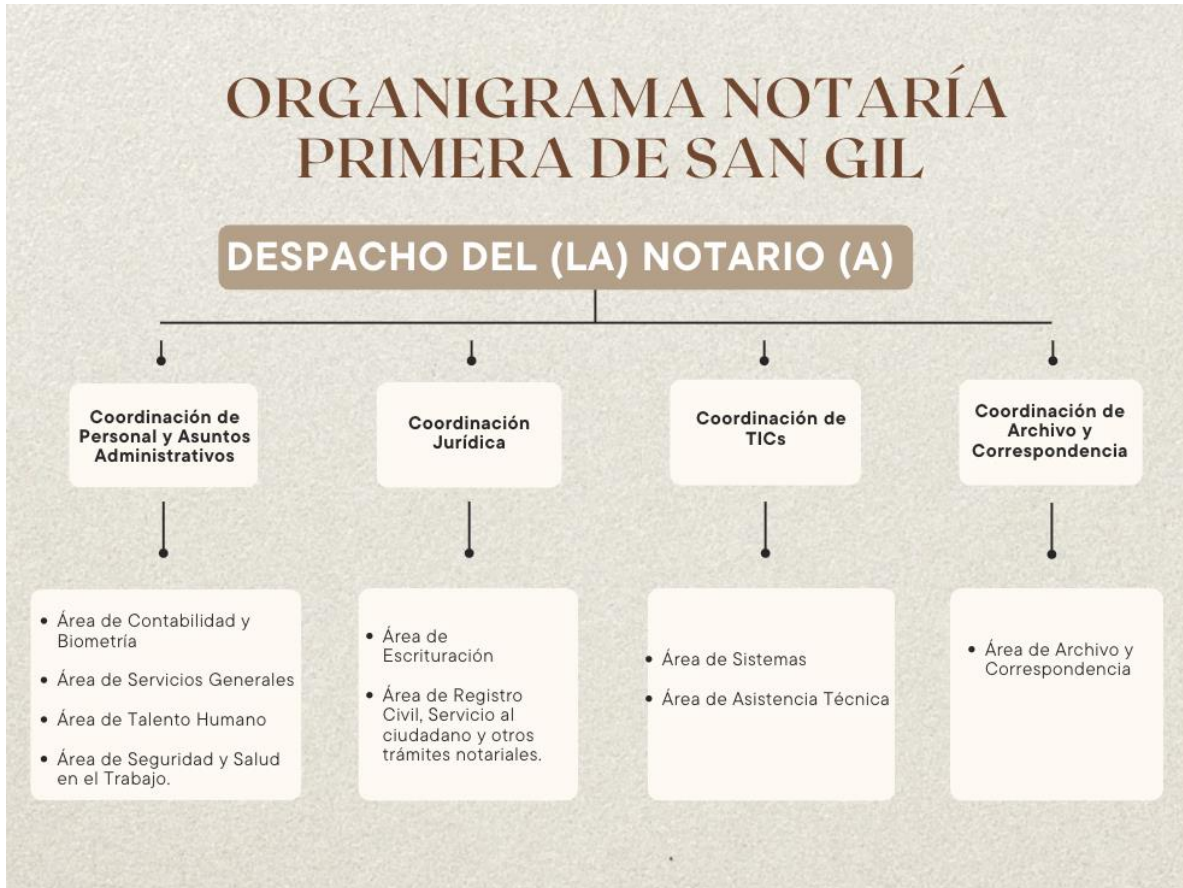 ORGANIGRAMA NOTARÍA
PRIMERA DE SAN GIL
DESPACHO DEL (LA) NOTARIO (A)
Coordinación de
Personal y Asuntos
Administrativos
Coordinación
Jurídica
Coordinación de
TICs
Coordinación de
Archivo y
Correspondencia
• Área de Contabilidad y
Biometría
• Área de Servicios Generales
• Área de Talento Humano
• Área de Seguridad y Salud
en el Trabajo.
• Área de
Escrituración
• Área de Registro
Civil, Servicio al
ciudadano y otros
trámites notariales.
• Área de Sistemas
• Área de Asistencia Técnica
• Área de Archivo y
Correspondencia